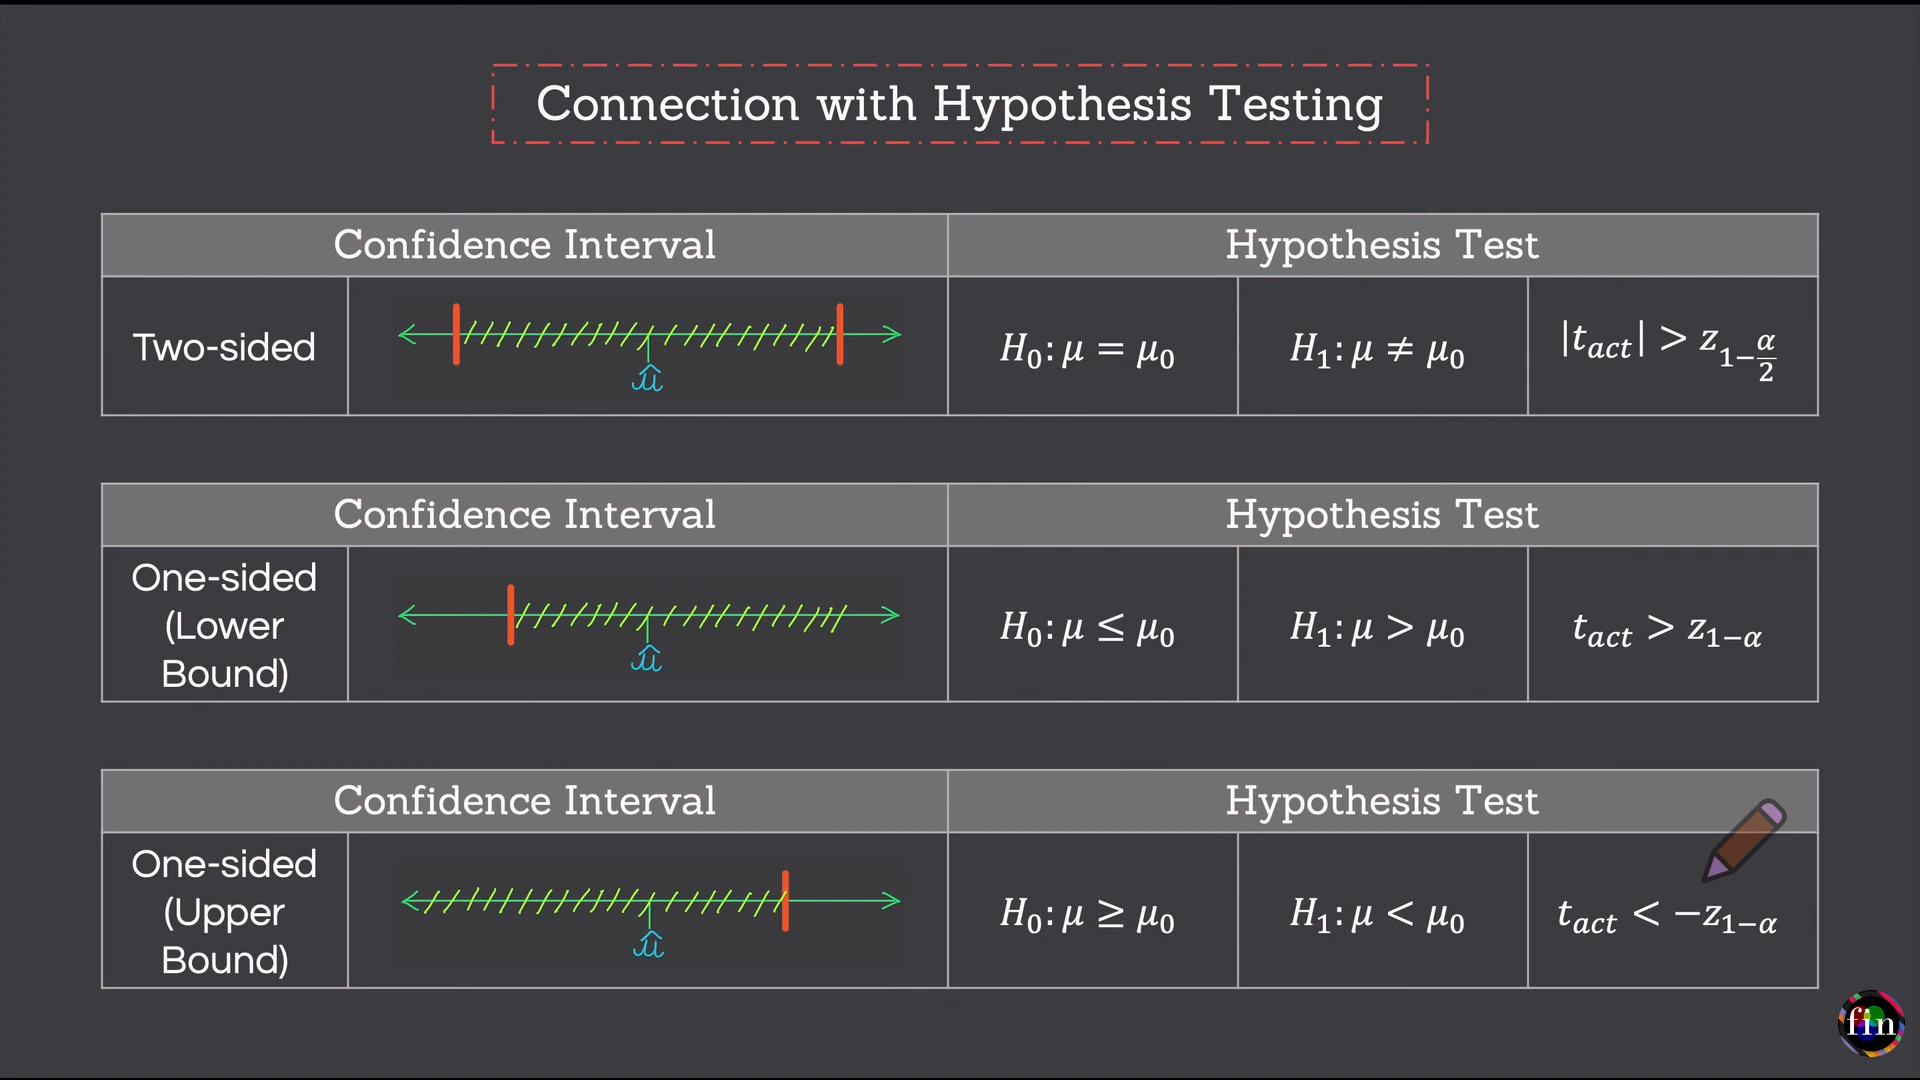 Connection with Hypothesis Testing
Confidence Interval Hypothesis Test
Two-sided
μ̂
H₀: μ = μ₀
H₁: μ ≠ μ₀
|t_act| > z_{1−α/2}
Confidence Interval Hypothesis Test
One-sided
(Lower
Bound)
μ̂
H₀: μ ≤ μ₀
H₁: μ > μ₀
t_act > z_{1−α}
Confidence Interval Hypothesis Test
One-sided
(Upper
Bound)
μ̂
H₀: μ ≥ μ₀
H₁: μ < μ₀
t_act < −z_{1−α}
fin